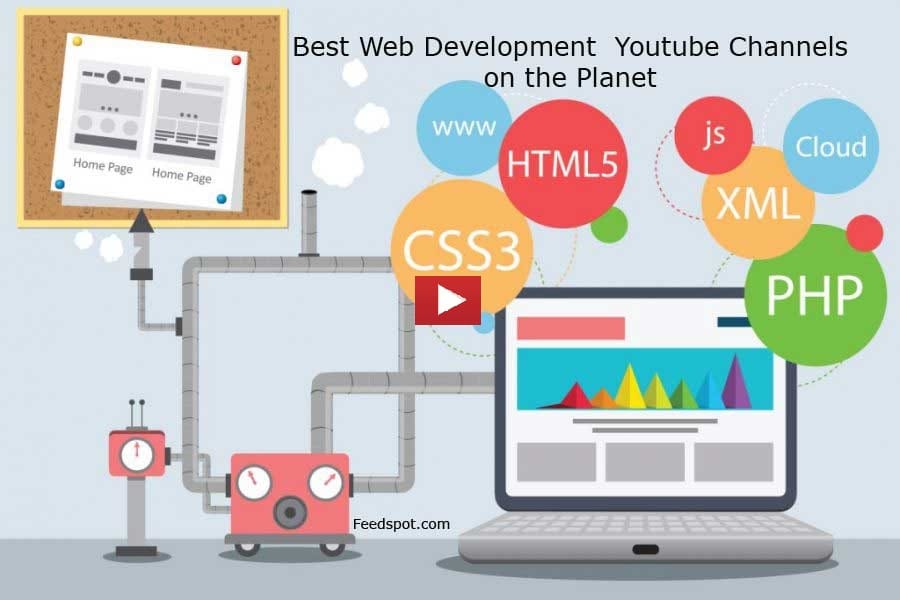 Best Web Development  Youtube Channels
on the Planet
www
HTML5
js
Cloud
XML
CSS3
PHP
Home Page
Home Page
Feedspot.com